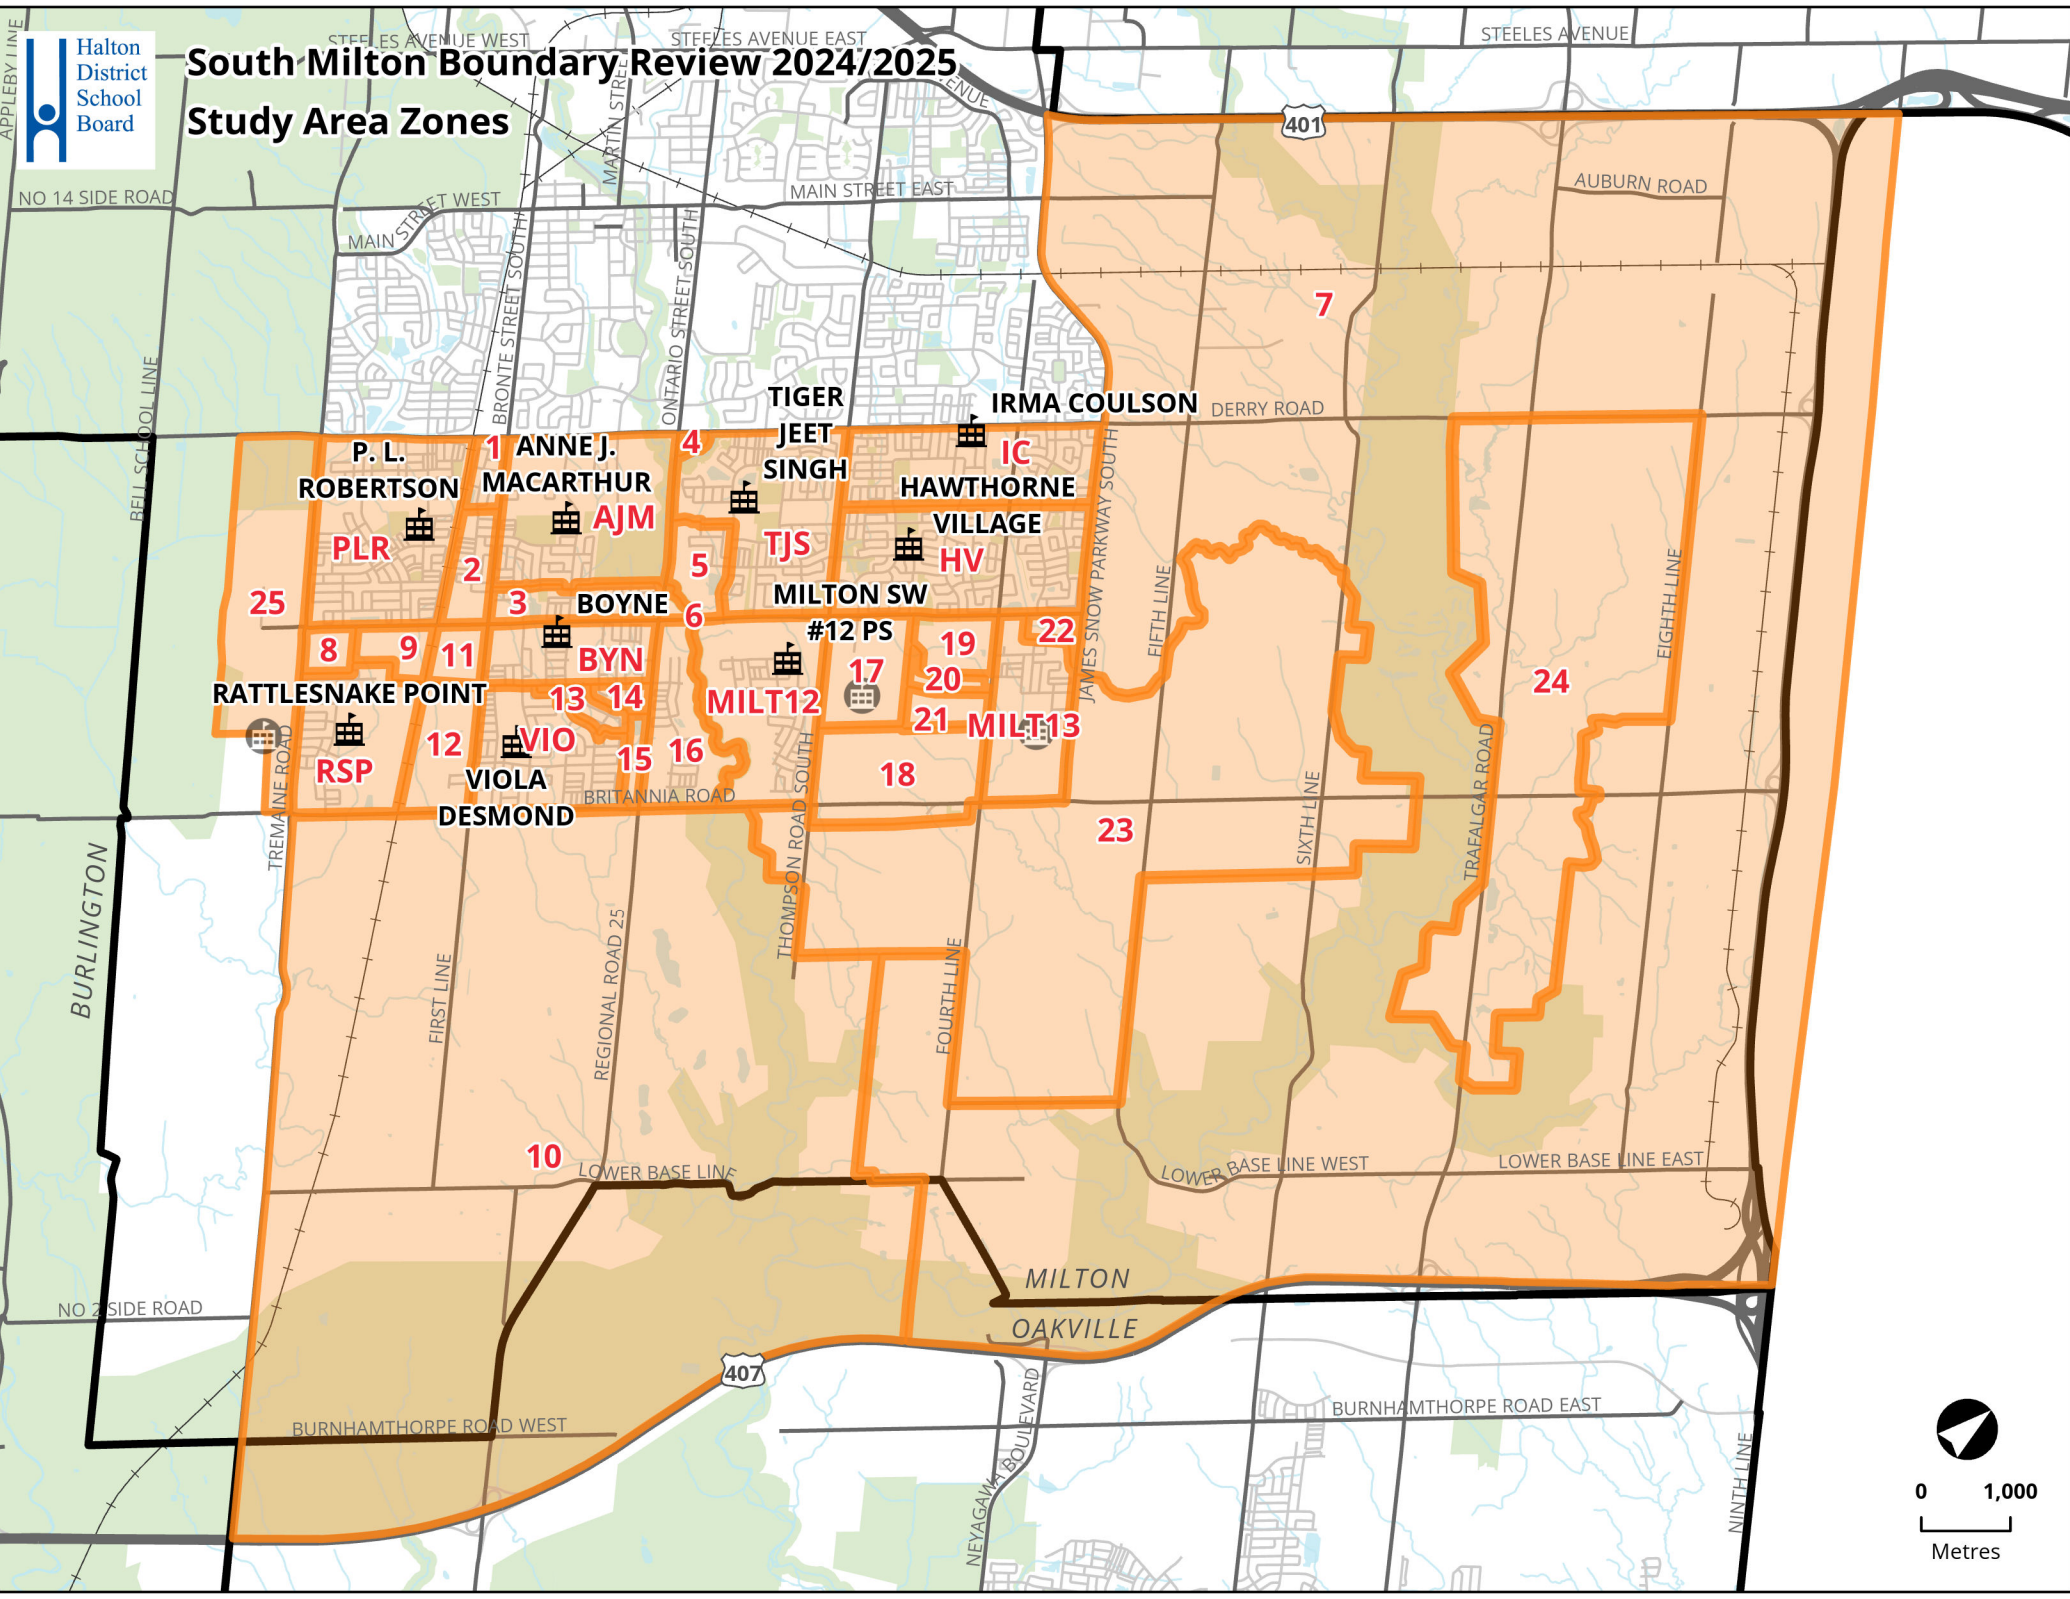 Halton
District
School
Board
South Milton Boundary Review 2024/2025
Study Area Zones
STEELES AVENUE WEST
STEELES AVENUE EAST
STEELES AVENUE
APPLEBY LINE
MARTIN STREET
ENUE
401
NO 14 SIDE ROAD
MAIN STREET WEST
MAIN STREET EAST
AUBURN ROAD
BRONTE STREET SOUTH
ONTARIO STREET SOUTH
7
BELL SCHOOL LINE
TIGER
JEET
SINGH
IRMA COULSON
DERRY ROAD
P. L.
ROBERTSON
1
ANNE J.
MACARTHUR
4
IC
HAWTHORNE
VILLAGE
JAMES SNOW PARKWAY SOUTH
PLR
AJM
TJS
HV
2
5
25
3
BOYNE
6
MILTON SW
#12 PS
FIFTH LINE
EIGHTH LINE
8
9
11
BYN
17
19
22
20
24
RATTLESNAKE POINT
13
14
MILT12
21
MILT13
RSP
12
VIO
15
16
18
VIOLA
DESMOND
BRITANNIA ROAD
TREMAINE ROAD
THOMPSON ROAD SOUTH
SIXTH LINE
TRAFALGAR ROAD
23
BURLINGTON
FIRST LINE
REGIONAL ROAD 25
FOURTH LINE
10
LOWER BASE LINE
LOWER BASE LINE WEST
LOWER BASE LINE EAST
MILTON
OAKVILLE
NO 2 SIDE ROAD
407
BURNHAMTHORPE ROAD WEST
BURNHAMTHORPE ROAD EAST
NEYAGAWA BOULEVARD
NINTH LINE
0 1,000
Metres